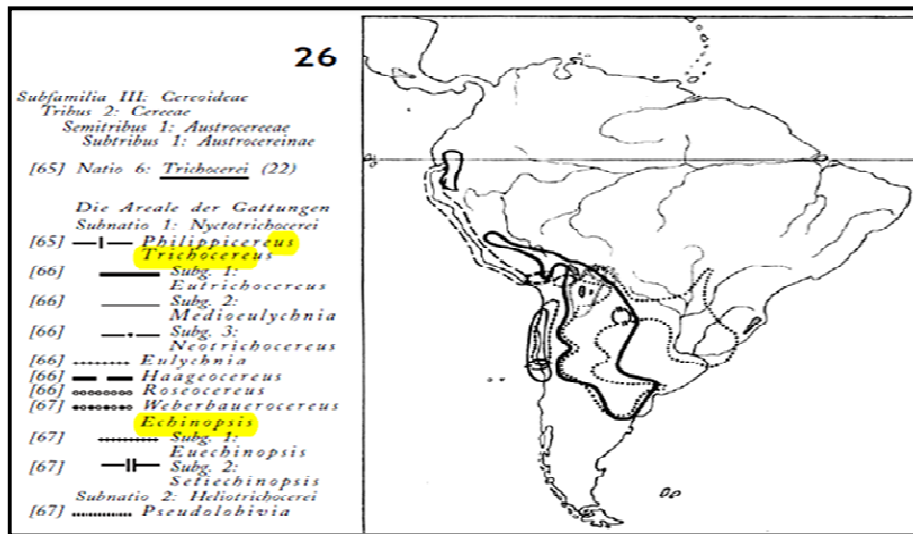 26
Subfamilia III: Cereoideae
Tribus 2: Cereeae
Semitribus 1: Austrocereeae
Subtribus 1: Austrocereinae
[65] Natio 6: Trichocerei (22)
Die Areale der Gattungen
Subnatio 1: Nyctotrichocerei
[65] Philippicereus
Trichocereus
[66] Subg. 1:
Eutrichocereus
[66] Subg. 2:
Medioeulychnia
[66] Subg. 3:
Neotrichocereus
[66] Eulychnia
[66] Haageocereus
[66] Roseocereus
[67] Weberbauerocereus
Echinopsis
[67] Subg. 1:
Euechinopsis
[67] Subg. 2:
Setiechinopsis
Subnatio 2: Heliotrichocerei
[67] Pseudolobivia